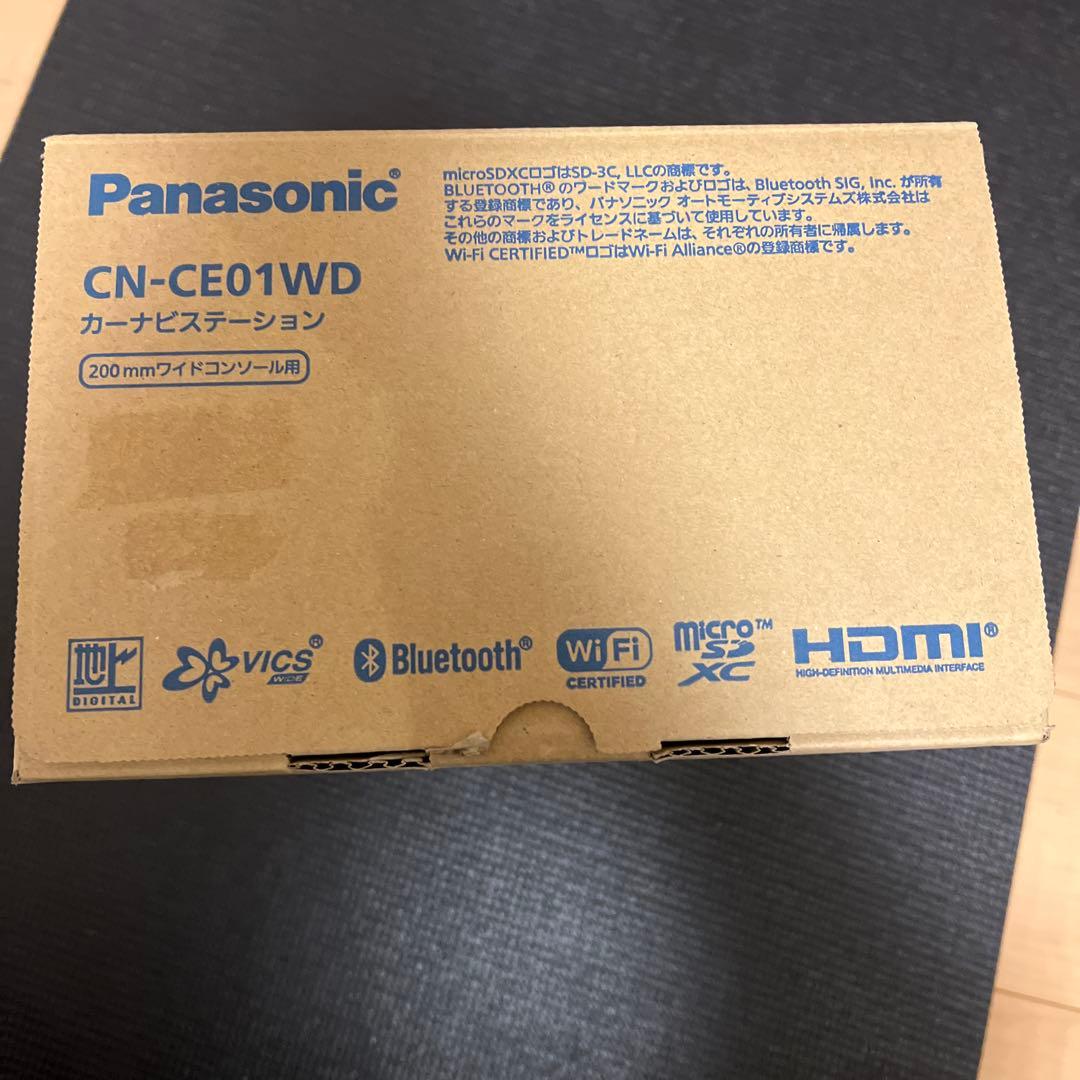 Panasonic®
CN-CE01WD
カーナビステーション
200mmワイドコンソール用
microSDXCロゴはSD-3C, LLCの商標です。
BLUETOOTH® のワードマークおよびロゴは、Bluetooth SIG, Inc. が所有
する登録商標であり、パナソニック オートモーティブシステムズ株式会社は
これらのマークをライセンスに基づいて使用しています。
その他の商標およびトレードネームは、それぞれの所有者に帰属します。
Wi-Fi CERTIFIED™ロゴはWi-Fi Alliance®の登録商標です。
地上
DIGITAL
VICS®
WIDE
Bluetooth®
Wi Fi
CERTIFIED
micro™
SD
XC
HDMI®
HIGH-DEFINITION MULTIMEDIA INTERFACE